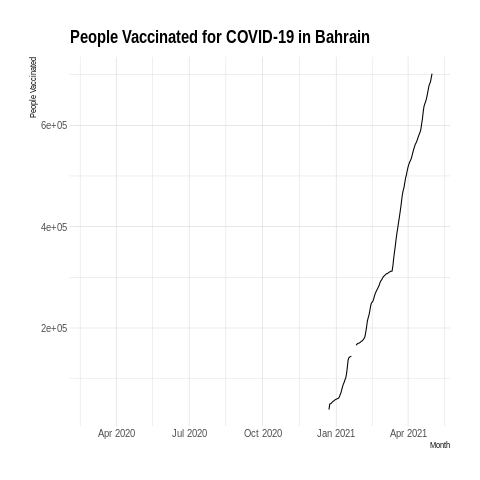 People Vaccinated for COVID-19 in Bahrain
People Vaccinated
6e+05
4e+05
2e+05
Apr 2020 Jul 2020 Oct 2020 Jan 2021 Apr 2021
Month